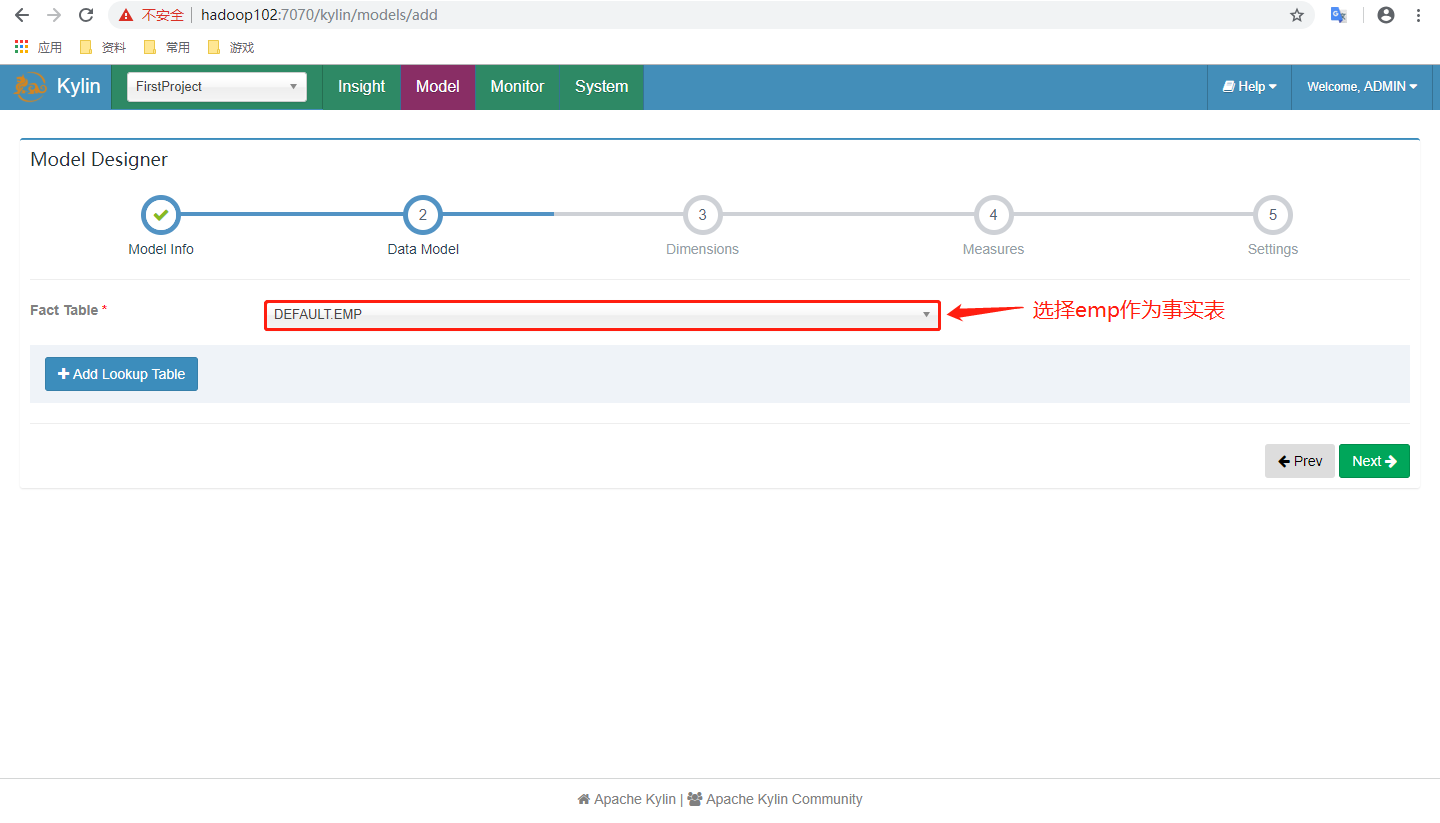 不安全 hadoop102:7070/kylin/models/add
应用 资料 常用 游戏
Kylin FirstProject Insight Model Monitor System Help Welcome, ADMIN
Model Designer
2 3 4 5
Model Info Data Model Dimensions Measures Settings
Fact Table * DEFAULT.EMP 选择emp作为事实表
Add Lookup Table
Prev Next
Apache Kylin | Apache Kylin Community